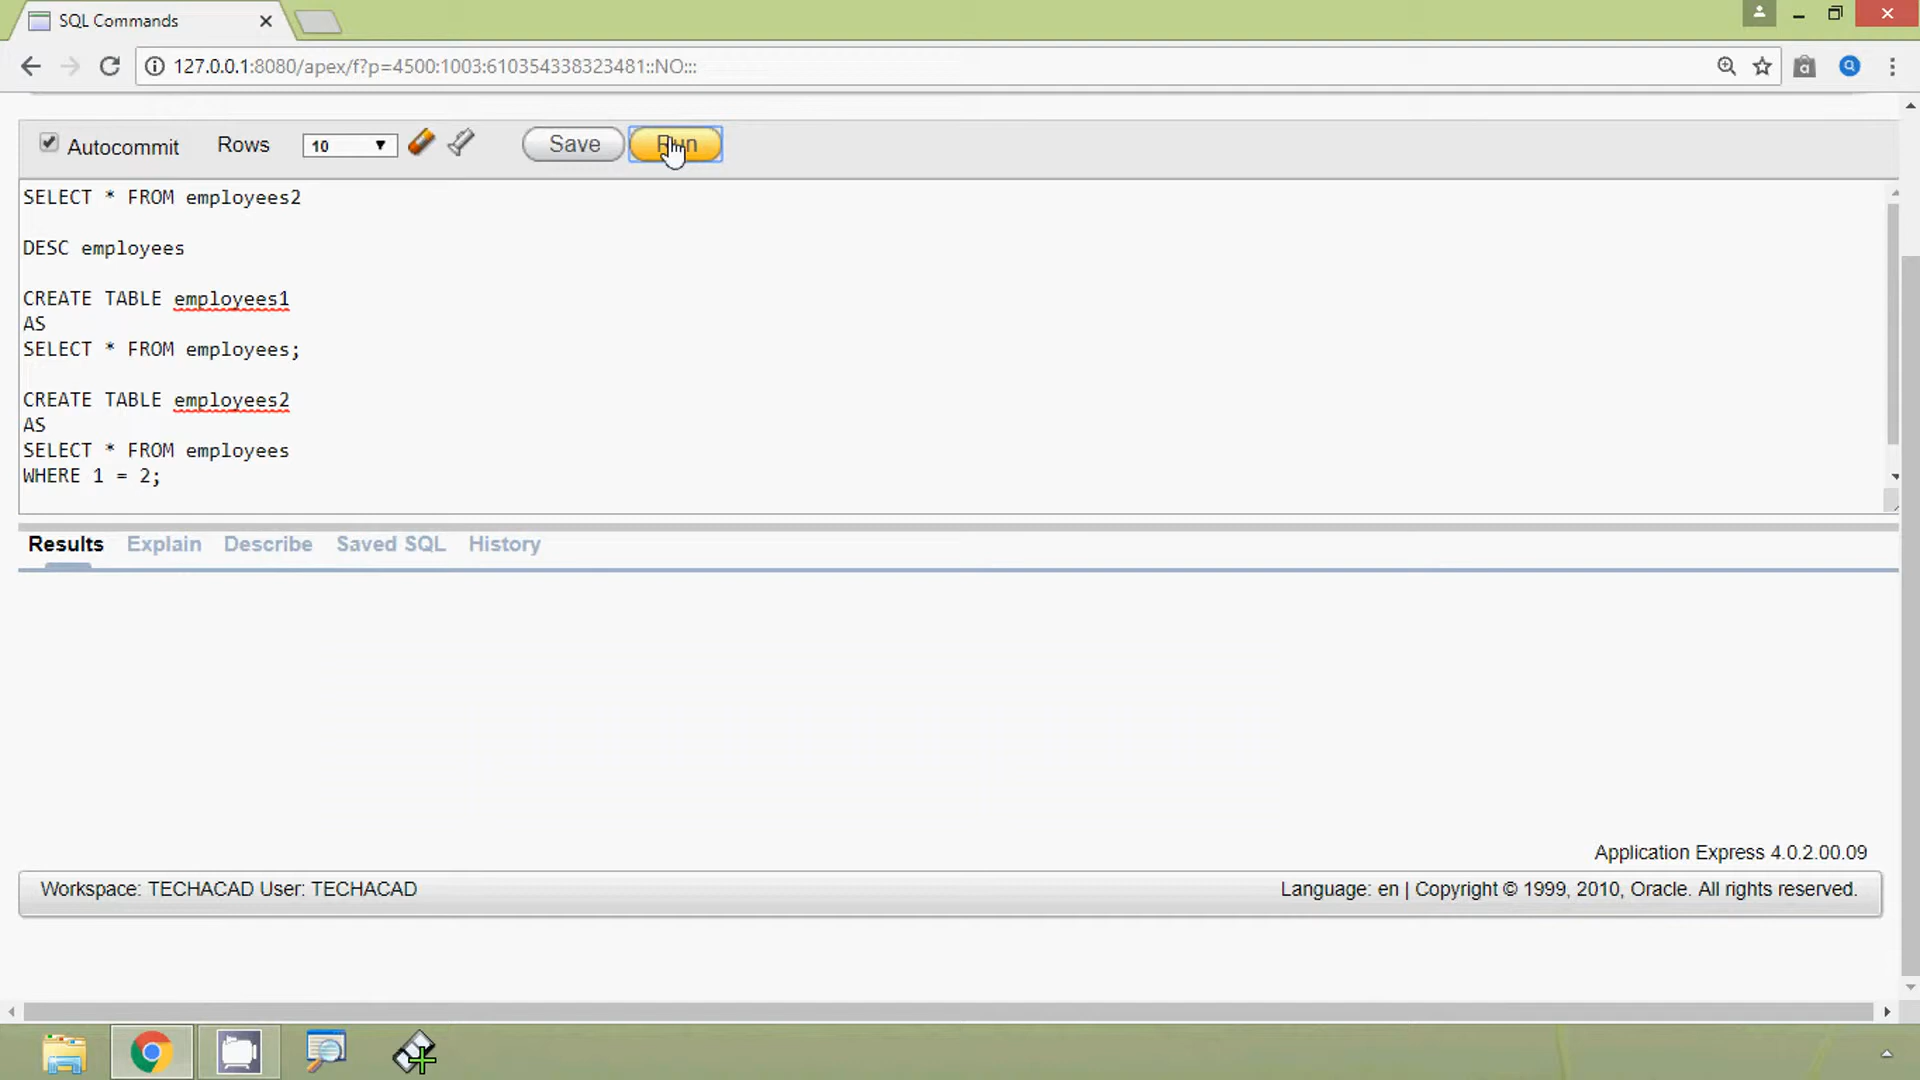 SQL Commands
127.0.0.1:8080/apex/f?p=4500:1003:610354338323481::NO:::
Autocommit Rows 10 Save Run
SELECT * FROM employees2
DESC employees
CREATE TABLE employees1
AS
SELECT * FROM employees;
CREATE TABLE employees2
AS
SELECT * FROM employees
WHERE 1 = 2;
Results Explain Describe Saved SQL History
Application Express 4.0.2.00.09
Workspace: TECHACAD User: TECHACAD
Language: en | Copyright © 1999, 2010, Oracle. All rights reserved.